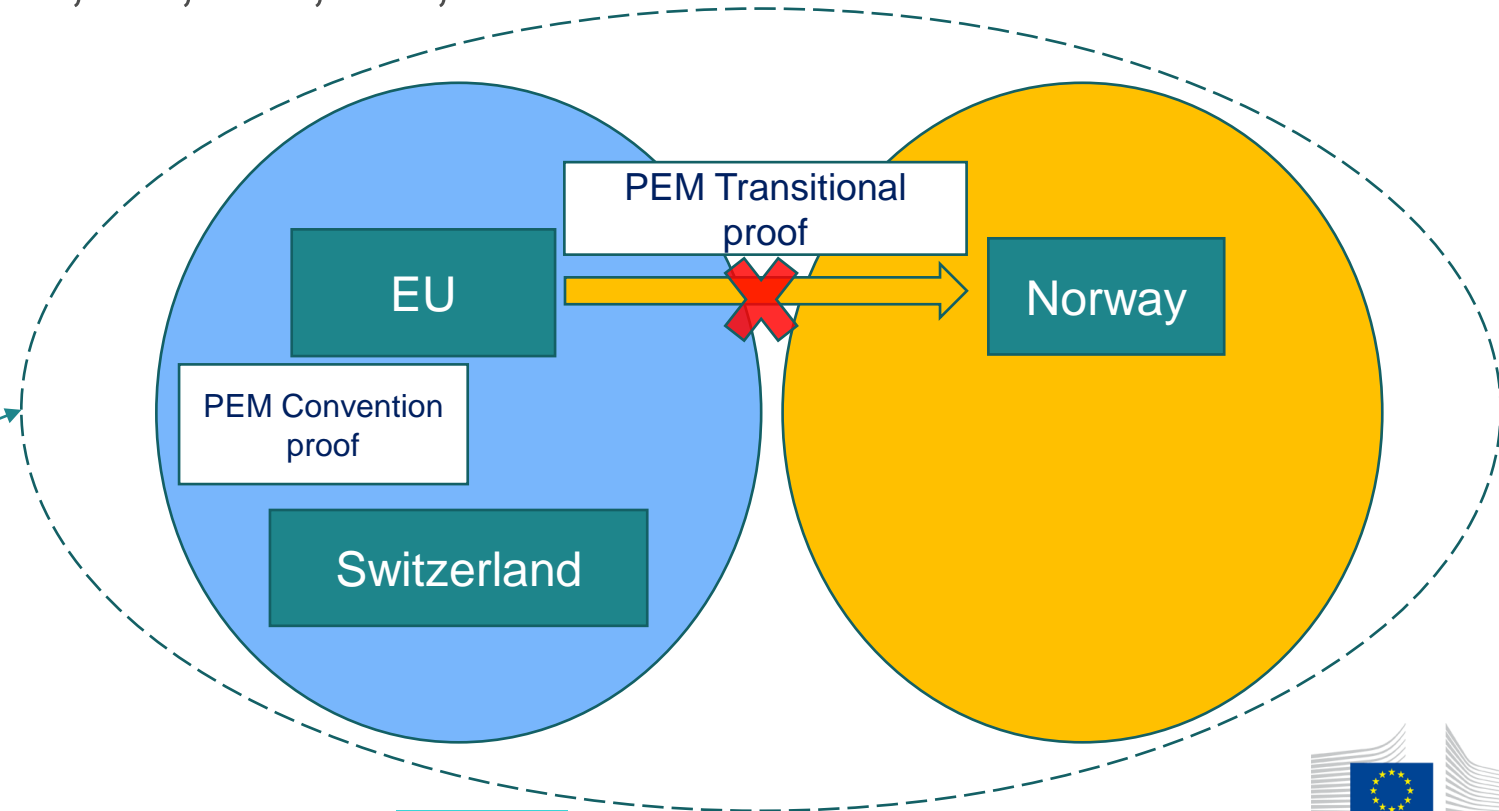 PEM Transitional
proof
EU
Norway
PEM Convention
proof
Switzerland